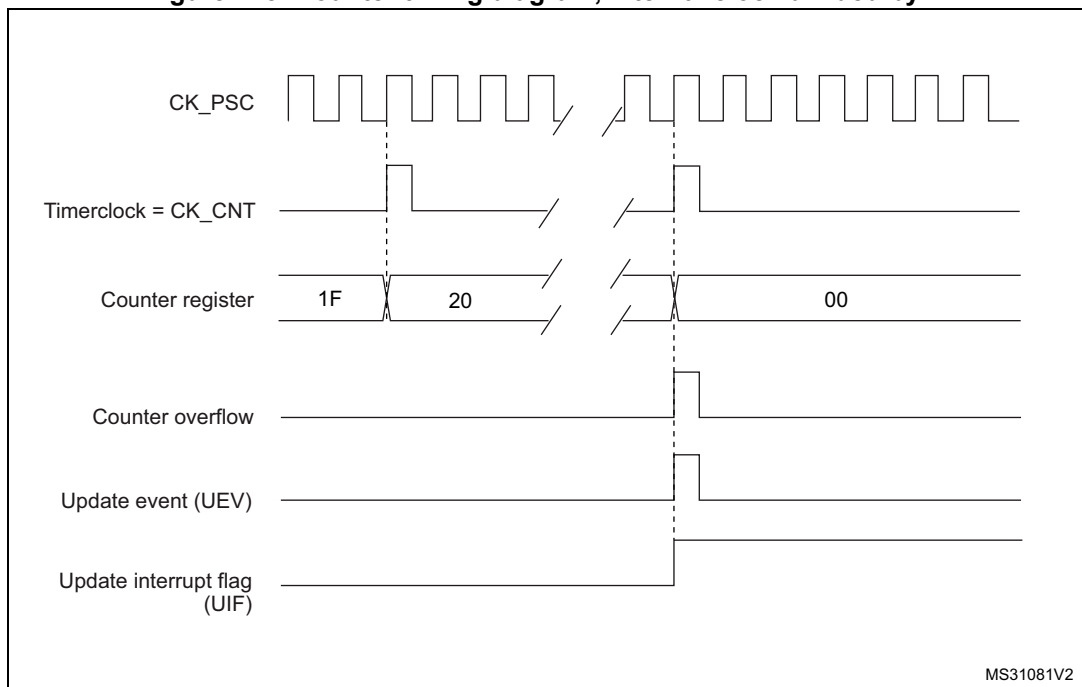 CK_PSC
Timerclock = CK_CNT
Counter register
1F
20
00
Counter overflow
Update event (UEV)
Update interrupt flag
(UIF)
MS31081V2